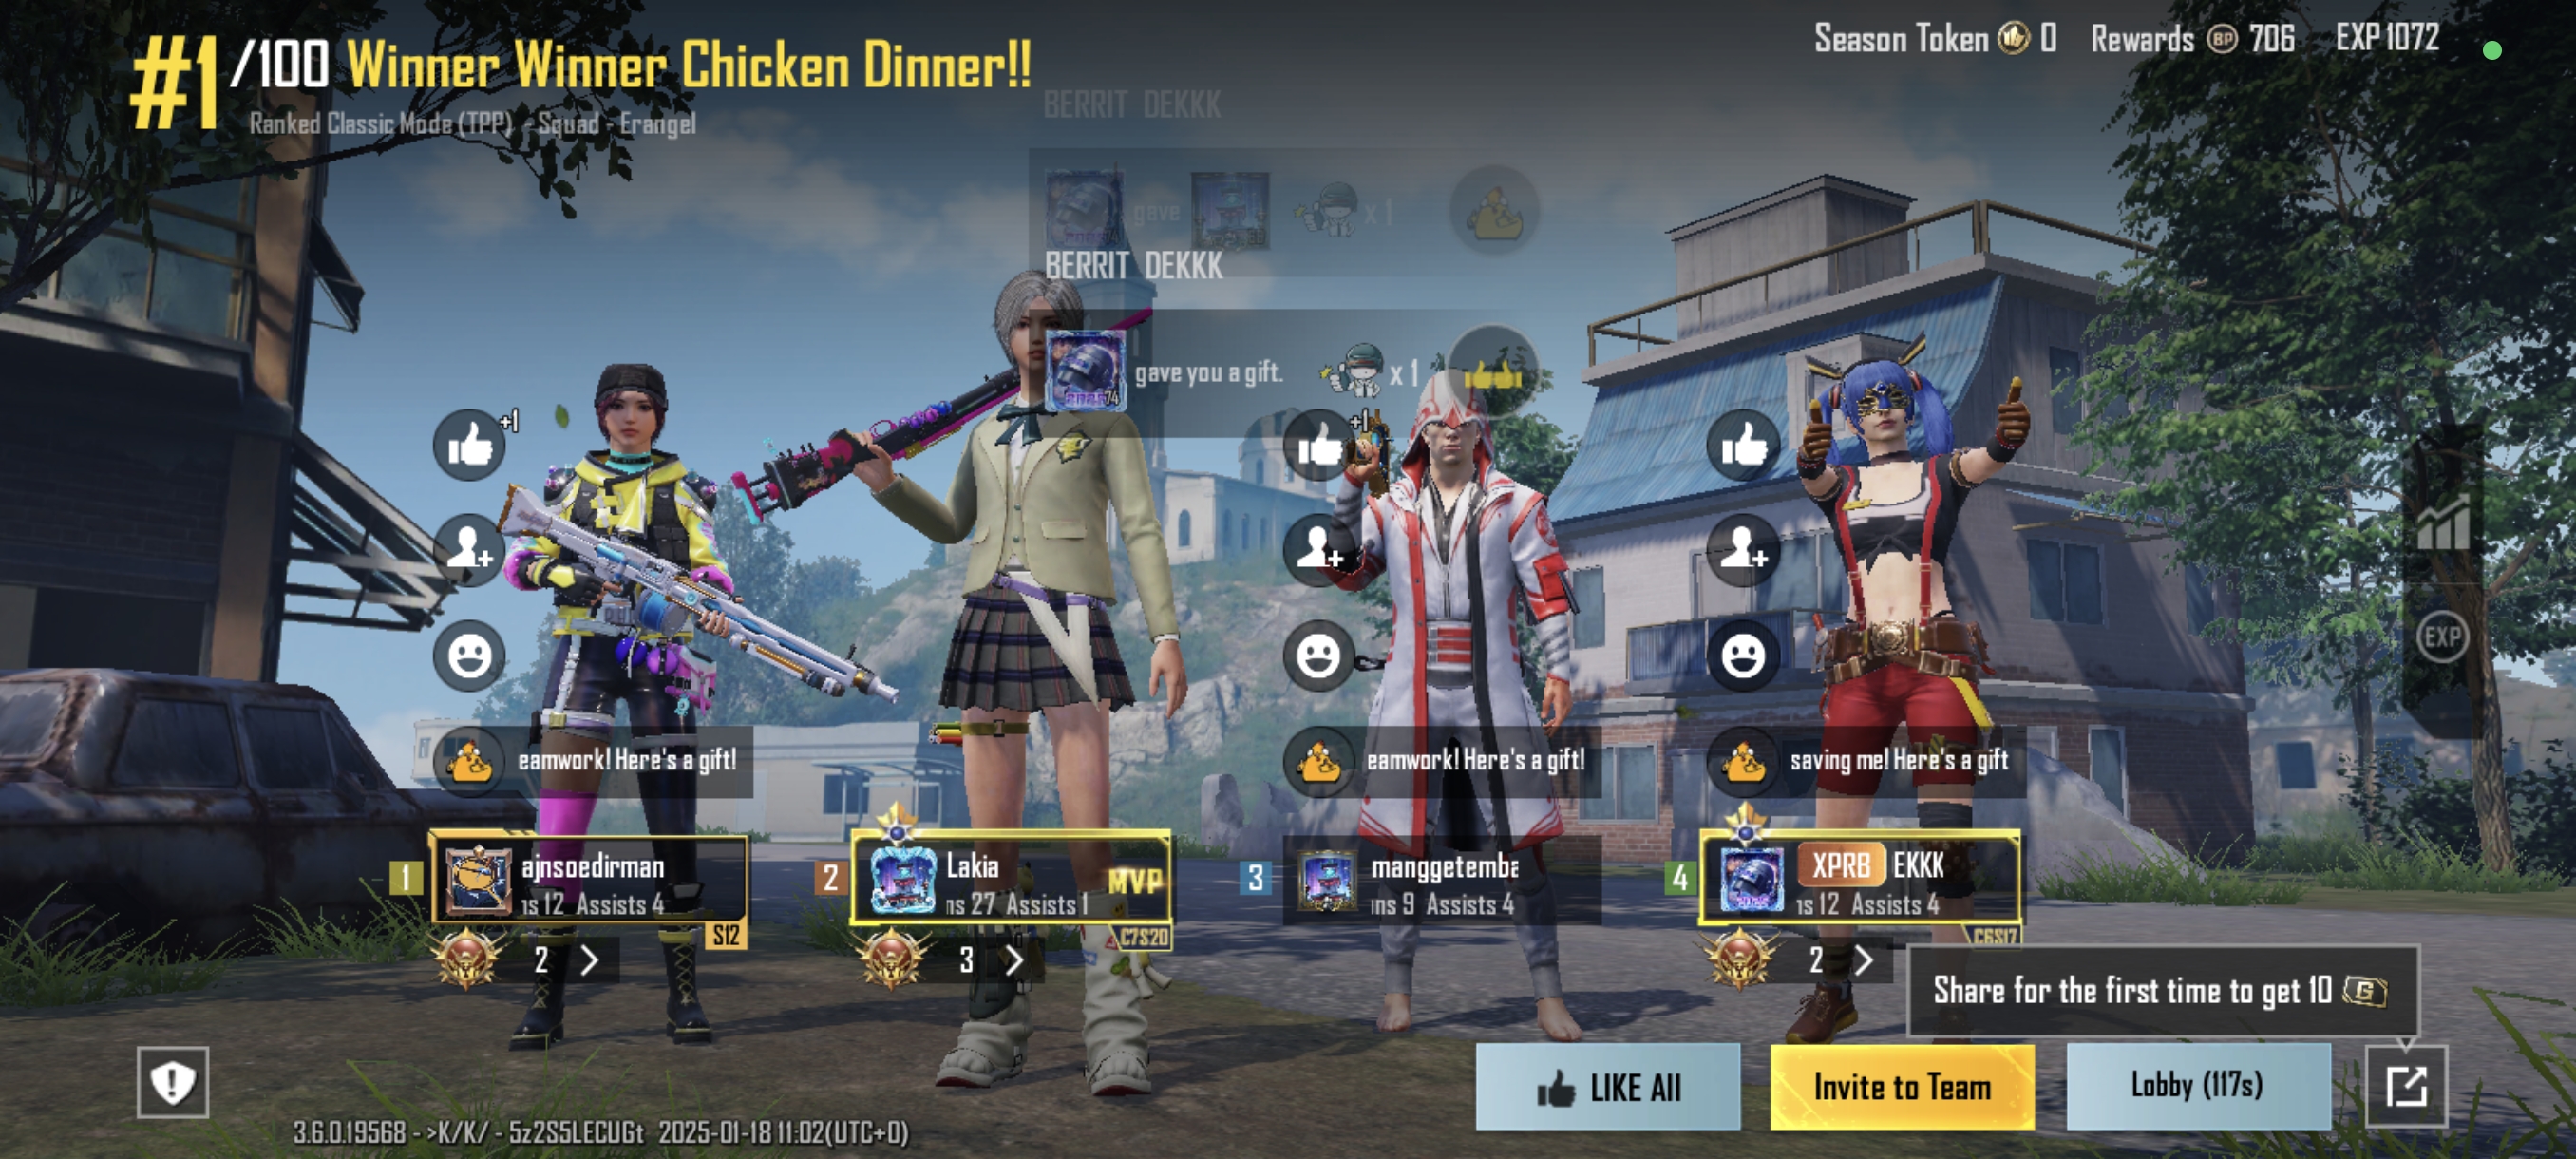 #1/100 Winner Winner Chicken Dinner!!
Ranked Classic Mode (TPP) - Squad - Erangel
Season Token 0 Rewards BP 706 EXP 1072
BERRIT DEKKK
gave x 1
BERRIT DEKKK
74 gave you a gift. x 1
+1
+1
EXP
eamwork! Here's a gift!
eamwork! Here's a gift!
saving me! Here's a gift
1 ajnsoedirman
ns 12 Assists 4
S12
2
2 Lakia
ns 27 Assists 1
MVP
C7S20
3
3 manggetemba
ns 9 Assists 4
4 XPRB EKKK
ns 12 Assists 4
C6S17
2
Share for the first time to get 10 G
LIKE All
Invite to Team
Lobby (117s)
3.6.0.19568 - >K/K/ - 5z2S5LECUGt 2025-01-18 11:02(UTC+0)